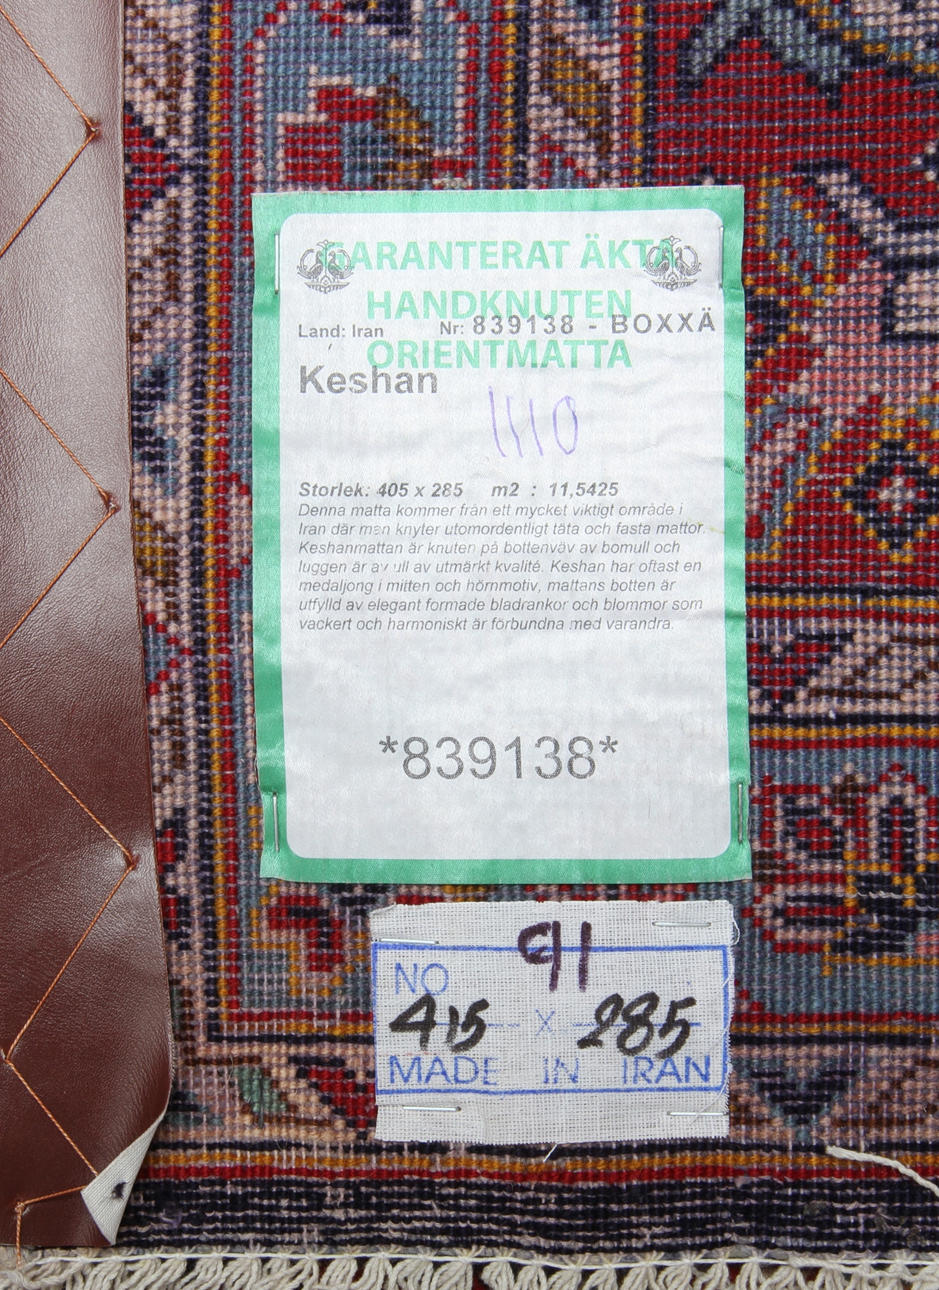 GARANTERAT ÄKTA
HANDKNUTEN
Land: Iran Nr: 839138 - BOXXÄ
ORIENTMATTA
Keshan
1110
Storlek: 405 x 285 m2 : 11,5425
Denna matta kommer från ett mycket viktigt område i
Iran där man knyter utomordentligt täta och fasta mattor.
Keshanmattan är knuten på bottenväv av bomull och
luggen är av ull av utmärkt kvalité. Keshan har oftast en
medaljong i mitten och hörnmotiv, mattans botten är
utfylld av elegant formade bladrankor och blommor som
vackert och harmoniskt är förbundna med varandra.
*839138*
91
NO
415 x 285
MADE IN IRAN